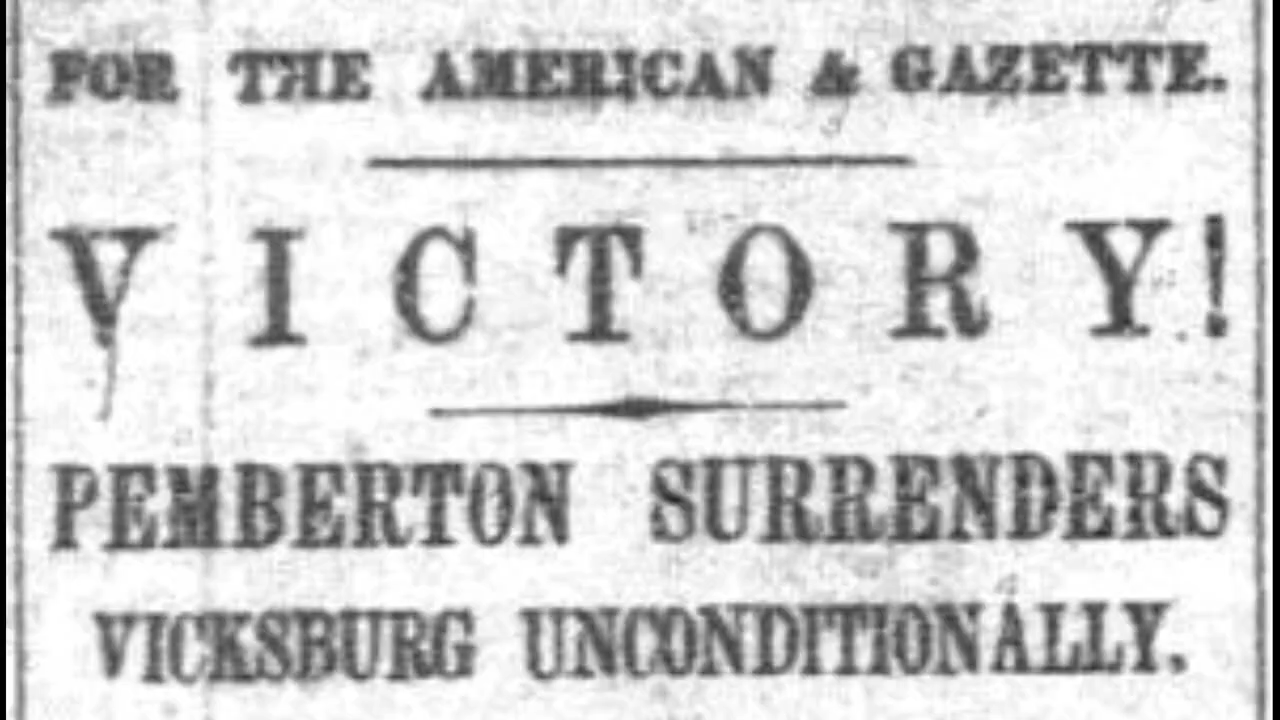 FOR THE AMERICAN & GAZETTE.
VICTORY!
PEMBERTON SURRENDERS
VICKSBURG UNCONDITIONALLY.